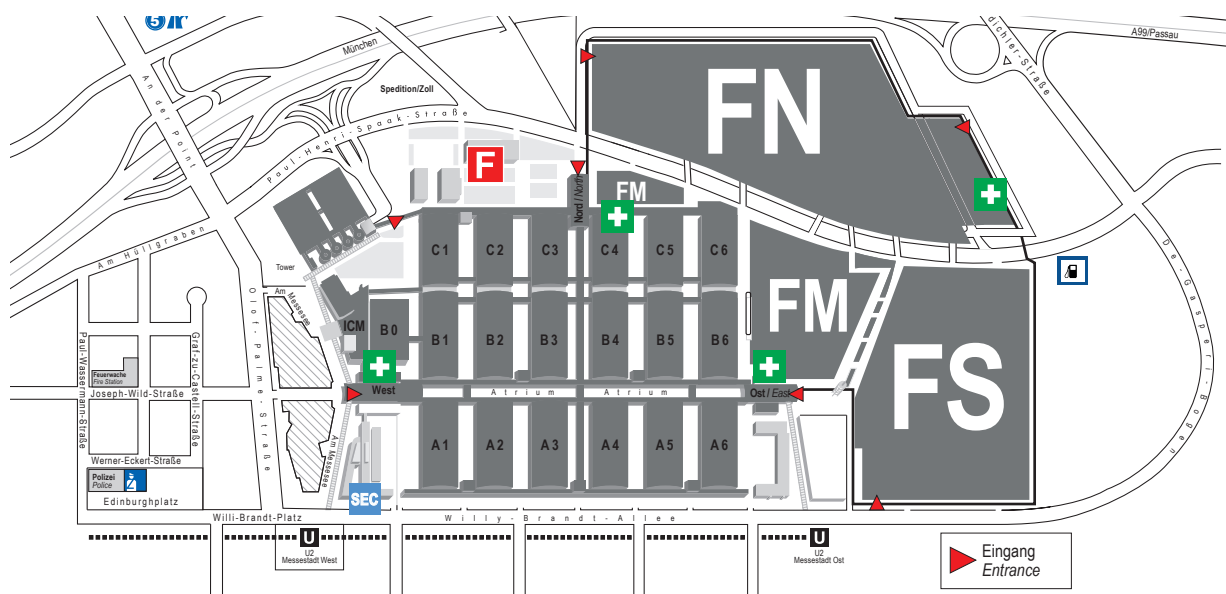 5
München
A99/Passau
An der Point
Spedition/Zoll
Paul-Henri-Spaak-Straße
FN
F
Nord / North
FM
C1 C2 C3 C4 C5 C6
De-Gasperi-Bogen
Am Hüllgraben
Tower
Am Messesee
Olof-Palme-Straße
Graf-zu-Castell-Straße
Paul-Wassermann-Straße
ICM
B0
B1 B2 B3 B4 B5 B6
FM
FS
Feuerwache
Fire Station
Joseph-Wild-Straße
West
Atrium Atrium
Ost / East
A1 A2 A3 A4 A5 A6
Am Messesee
Werner-Eckert-Straße
Polizei
Police
Edinburghplatz
SEC
Willi-Brandt-Platz
Willy-Brandt-Allee
U
U2
Messestadt West
U
U2
Messestadt Ost
Eingang
Entrance